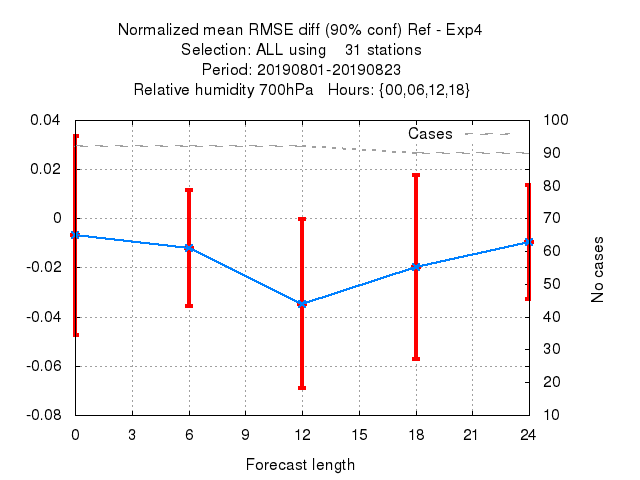 Normalized mean RMSE diff (90% conf) Ref - Exp4
Selection: ALL using    31 stations
Period: 20190801-20190823
Relative humidity 700hPa   Hours: {00,06,12,18}
0.04
0.02
0
-0.02
-0.04
-0.06
-0.08
Cases
100
90
80
70
60
50
40
30
20
10
No cases
0 3 6 9 12 15 18 21 24
Forecast length